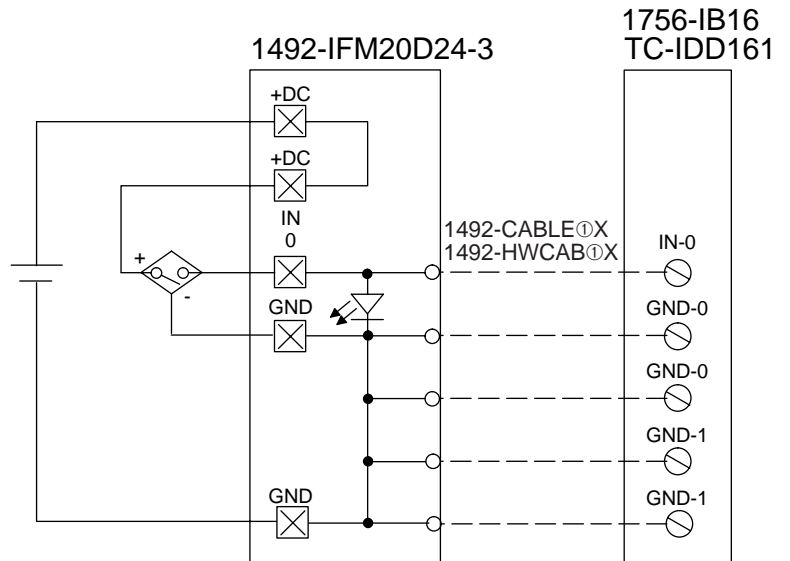 1756-IB16
TC-IDD161
1492-IFM20D24-3
+DC
+DC
IN
0
1492-CABLE①X
1492-HWCAB①X
IN-0
+
-
GND
GND-0
GND-0
GND-1
GND
GND-1